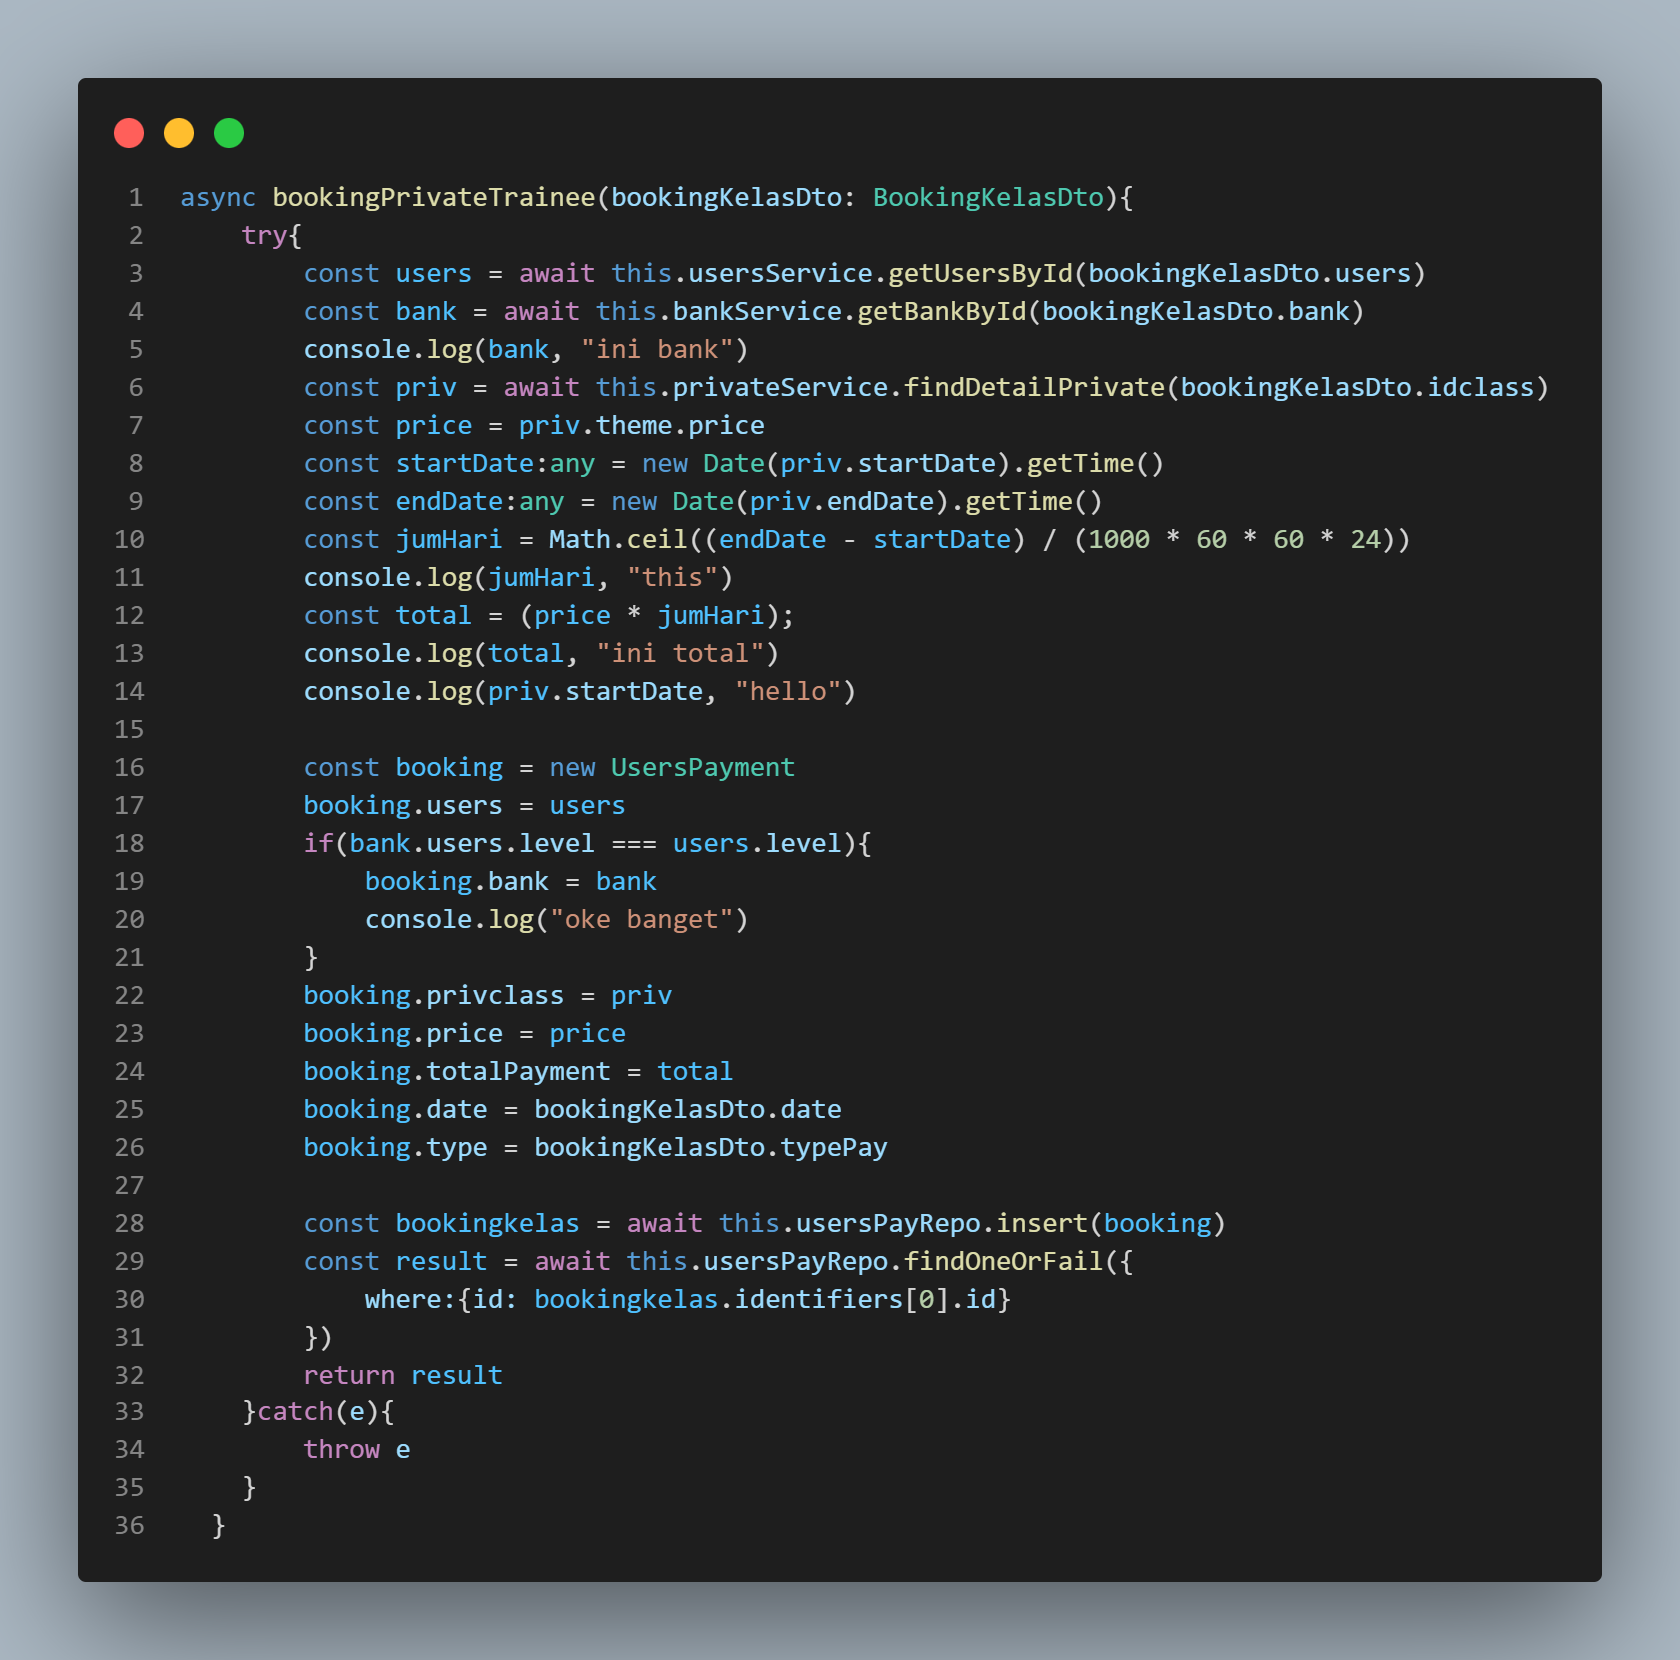 1 async bookingPrivateTrainee(bookingKelasDto: BookingKelasDto){
2 try{
3 const users = await this.usersService.getUsersById(bookingKelasDto.users)
4 const bank = await this.bankService.getBankById(bookingKelasDto.bank)
5 console.log(bank, "ini bank")
6 const priv = await this.privateService.findDetailPrivate(bookingKelasDto.idclass)
7 const price = priv.theme.price
8 const startDate:any = new Date(priv.startDate).getTime()
9 const endDate:any = new Date(priv.endDate).getTime()
10 const jumHari = Math.ceil((endDate - startDate) / (1000 * 60 * 60 * 24))
11 console.log(jumHari, "this")
12 const total = (price * jumHari);
13 console.log(total, "ini total")
14 console.log(priv.startDate, "hello")
15
16 const booking = new UsersPayment
17 booking.users = users
18 if(bank.users.level === users.level){
19 booking.bank = bank
20 console.log("oke banget")
21 }
22 booking.privclass = priv
23 booking.price = price
24 booking.totalPayment = total
25 booking.date = bookingKelasDto.date
26 booking.type = bookingKelasDto.typePay
27
28 const bookingkelas = await this.usersPayRepo.insert(booking)
29 const result = await this.usersPayRepo.findOneOrFail({
30 where:{id: bookingkelas.identifiers[0].id}
31 })
32 return result
33 }catch(e){
34 throw e
35 }
36 }